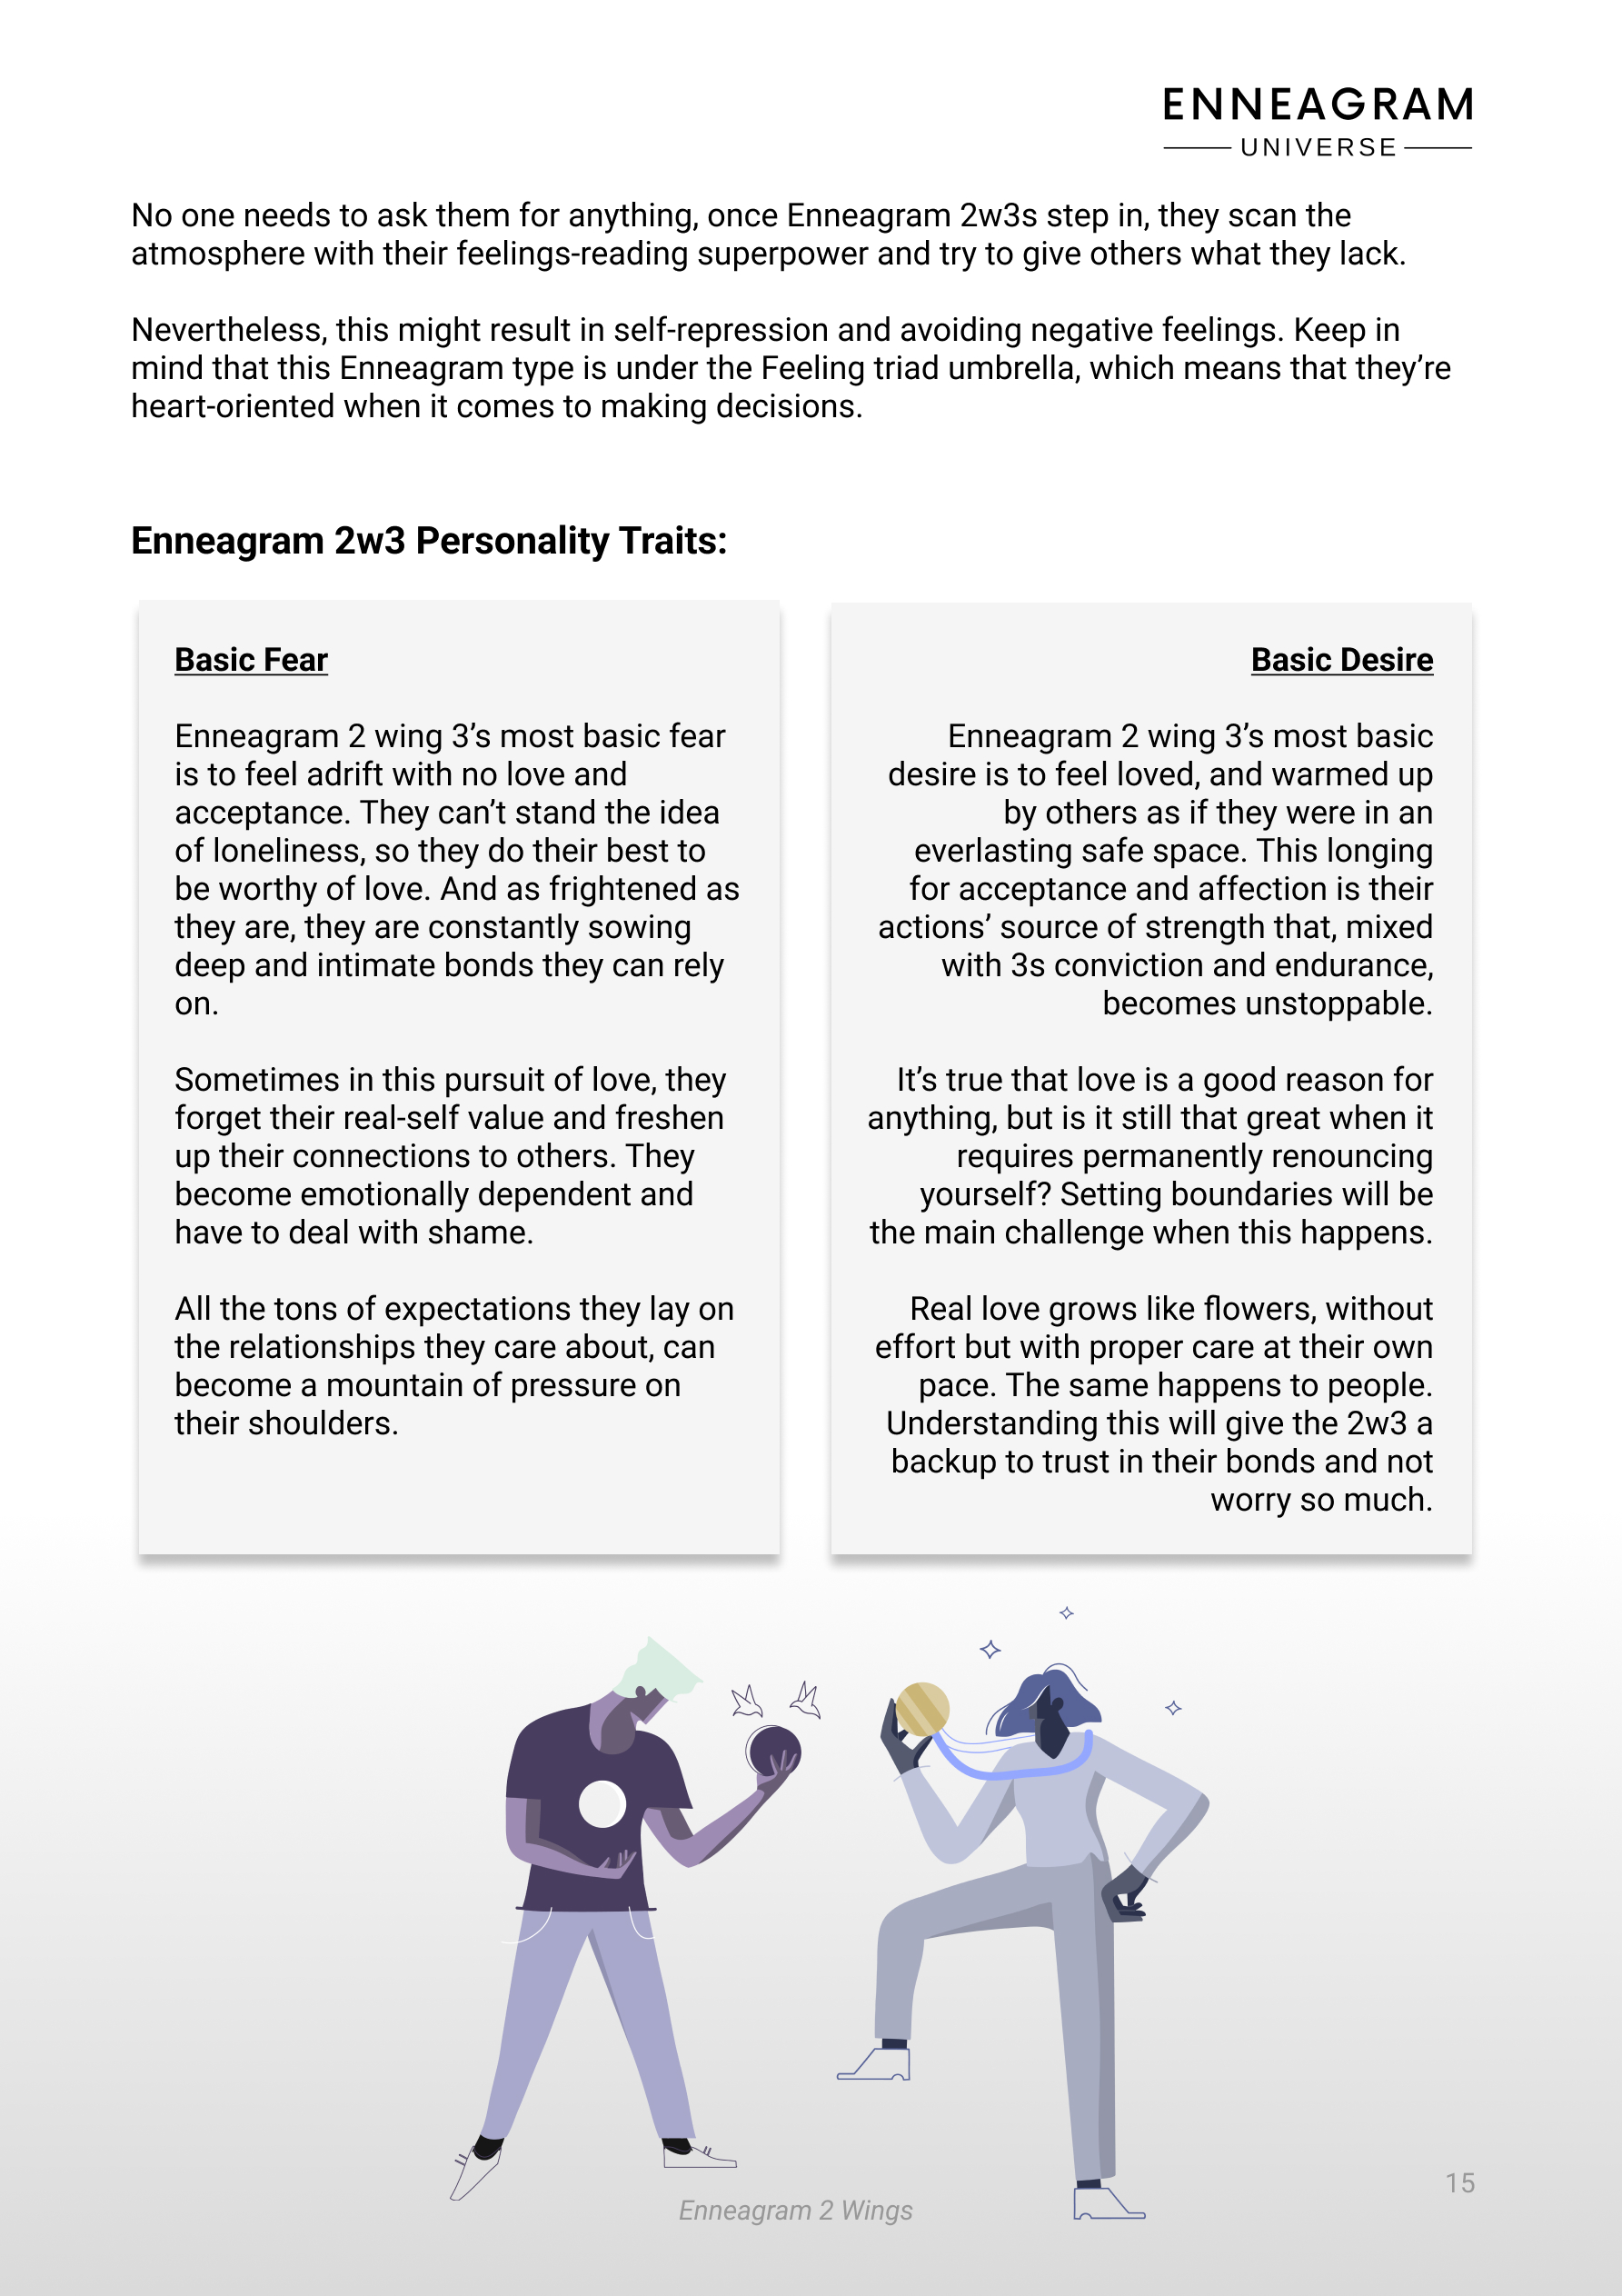 ENNEAGRAM
UNIVERSE
No one needs to ask them for anything, once Enneagram 2w3s step in, they scan the
atmosphere with their feelings-reading superpower and try to give others what they lack.
Nevertheless, this might result in self-repression and avoiding negative feelings. Keep in
mind that this Enneagram type is under the Feeling triad umbrella, which means that they’re
heart-oriented when it comes to making decisions.
Enneagram 2w3 Personality Traits:
Basic Fear
Enneagram 2 wing 3’s most basic fear
is to feel adrift with no love and
acceptance. They can’t stand the idea
of loneliness, so they do their best to
be worthy of love. And as frightened as
they are, they are constantly sowing
deep and intimate bonds they can rely
on.
Sometimes in this pursuit of love, they
forget their real-self value and freshen
up their connections to others. They
become emotionally dependent and
have to deal with shame.
All the tons of expectations they lay on
the relationships they care about, can
become a mountain of pressure on
their shoulders.
Basic Desire
Enneagram 2 wing 3’s most basic
desire is to feel loved, and warmed up
by others as if they were in an
everlasting safe space. This longing
for acceptance and affection is their
actions’ source of strength that, mixed
with 3s conviction and endurance,
becomes unstoppable.
It’s true that love is a good reason for
anything, but is it still that great when it
requires permanently renouncing
yourself? Setting boundaries will be
the main challenge when this happens.
Real love grows like flowers, without
effort but with proper care at their own
pace. The same happens to people.
Understanding this will give the 2w3 a
backup to trust in their bonds and not
worry so much.
15
Enneagram 2 Wings